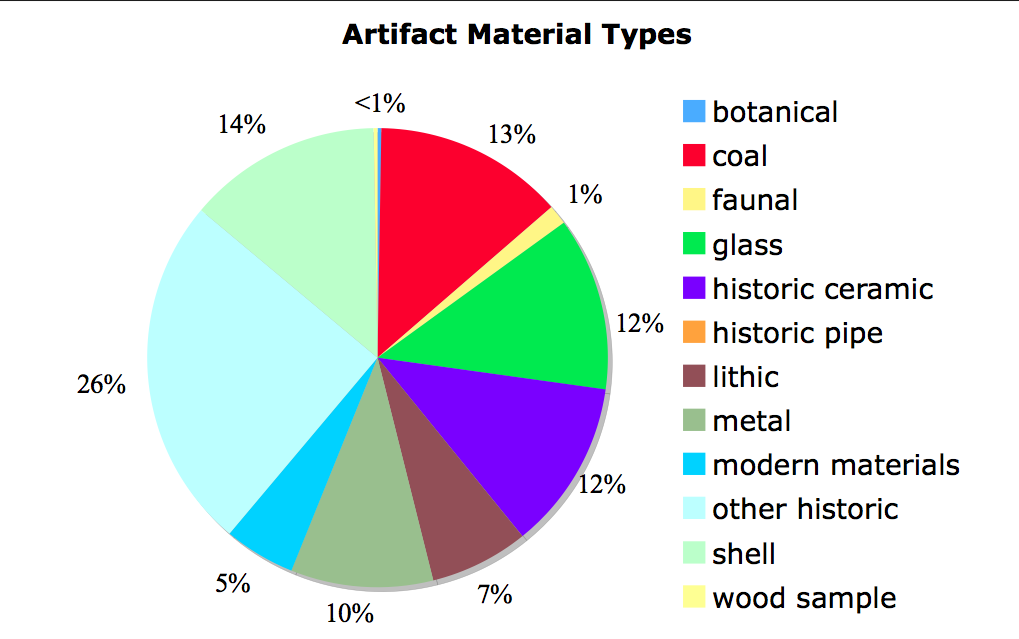 Artifact Material Types
<1%
14%
13%
1%
12%
26%
12%
5%
7%
10%
botanical
coal
faunal
glass
historic ceramic
historic pipe
lithic
metal
modern materials
other historic
shell
wood sample